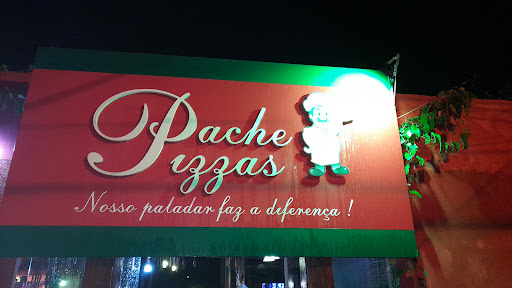 Pache
Pizzas
Nosso paladar faz a diferença !